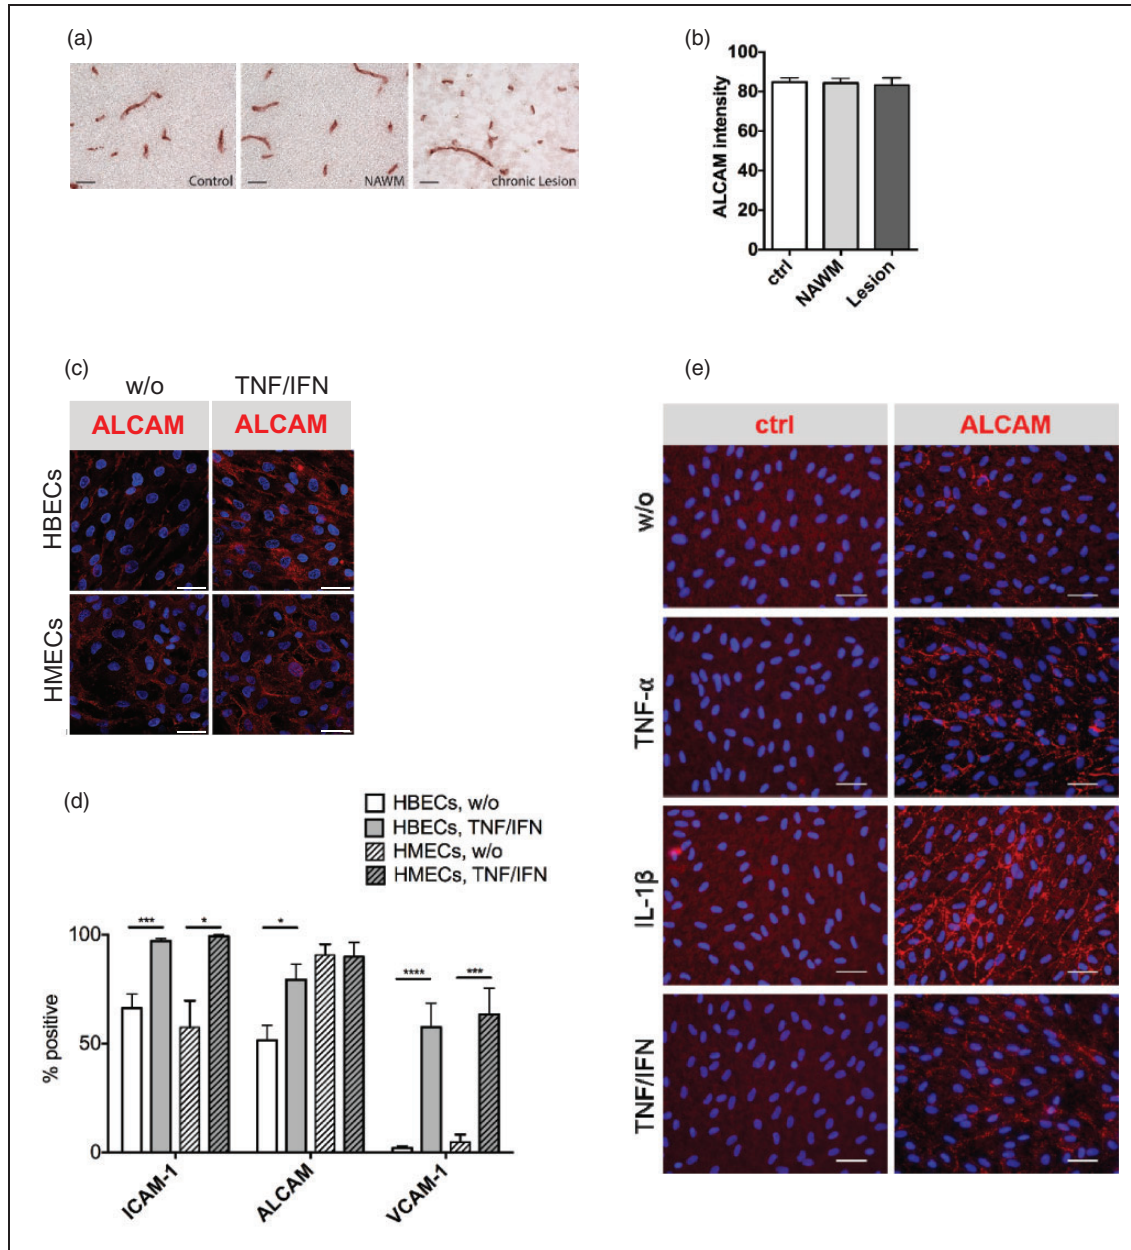 (a)
Control
NAWM
chronic Lesion
(b)
100
80
60
40
20
0
ALCAM intensity
ctrl
NAWM
Lesion
(c)
w/o
TNF/IFN
ALCAM
ALCAM
HBECs
HMECs
(d)
HBECs, w/o
HBECs, TNF/IFN
HMECs, w/o
HMECs, TNF/IFN
*** * * **** ***
100
50
0
% positive
ICAM-1
ALCAM
VCAM-1
(e)
ctrl
ALCAM
w/o
TNF-α
IL-1β
TNF/IFN